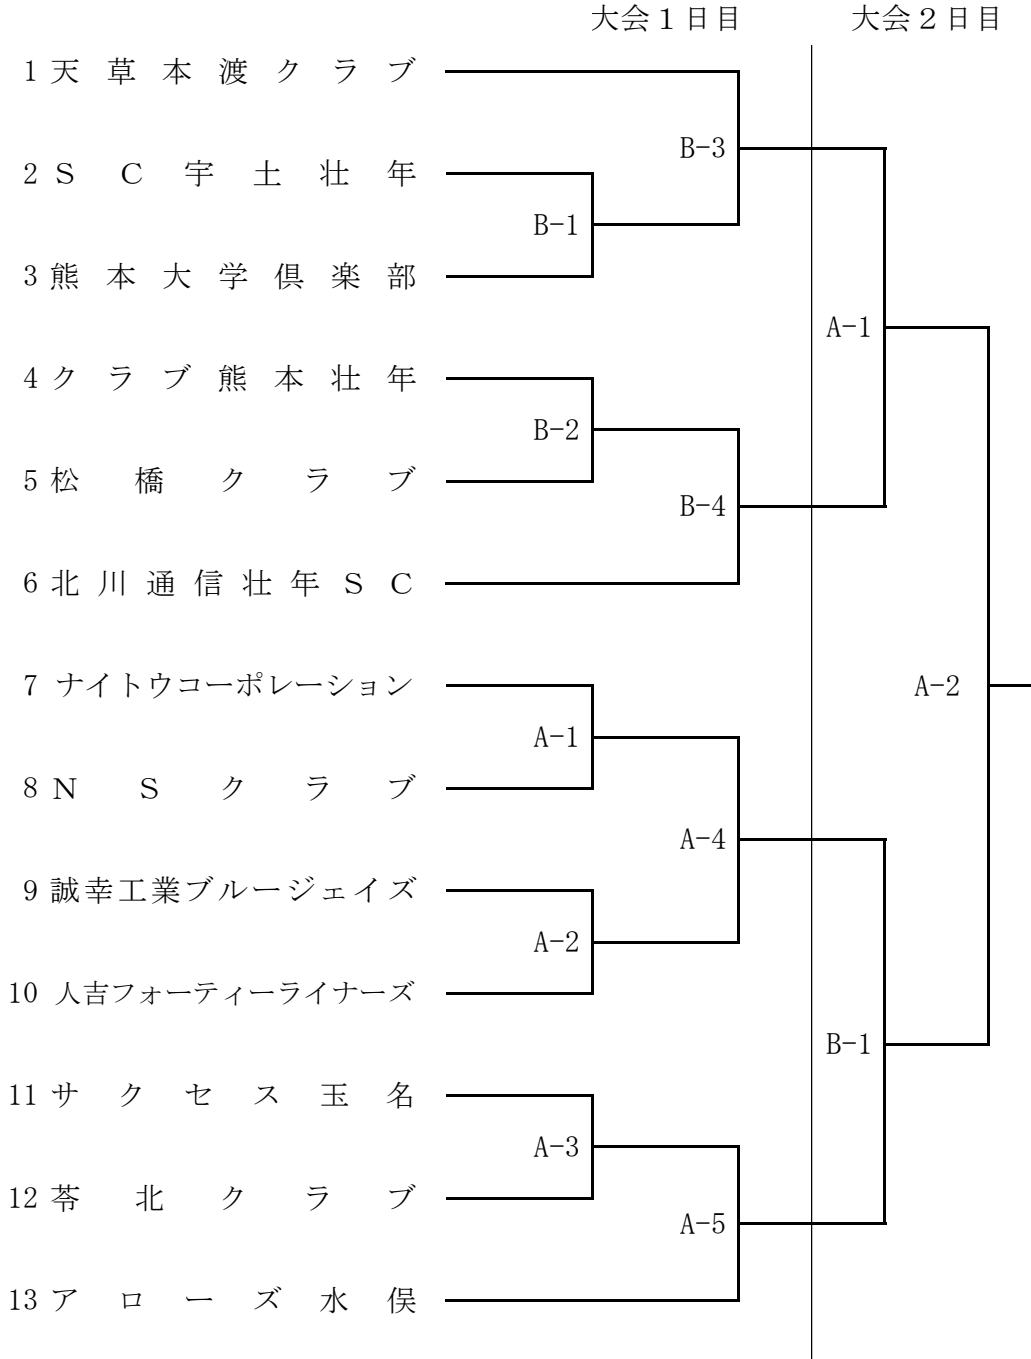 大会１日目 大会２日目
1 天草本渡クラブ
B-3
2 ＳＣ宇土壮年
B-1
3 熊本大学倶楽部
A-1
4 クラブ熊本壮年
B-2
5 松橋クラブ
B-4
6 北川通信壮年ＳＣ
7 ナイトウコーポレーション
A-2
A-1
8 ＮＳクラブ
A-4
9 誠幸工業ブルージェイズ
A-2
10 人吉フォーティーライナーズ
B-1
11 サクセス玉名
A-3
12 苓北クラブ
A-5
13 アローズ水俣